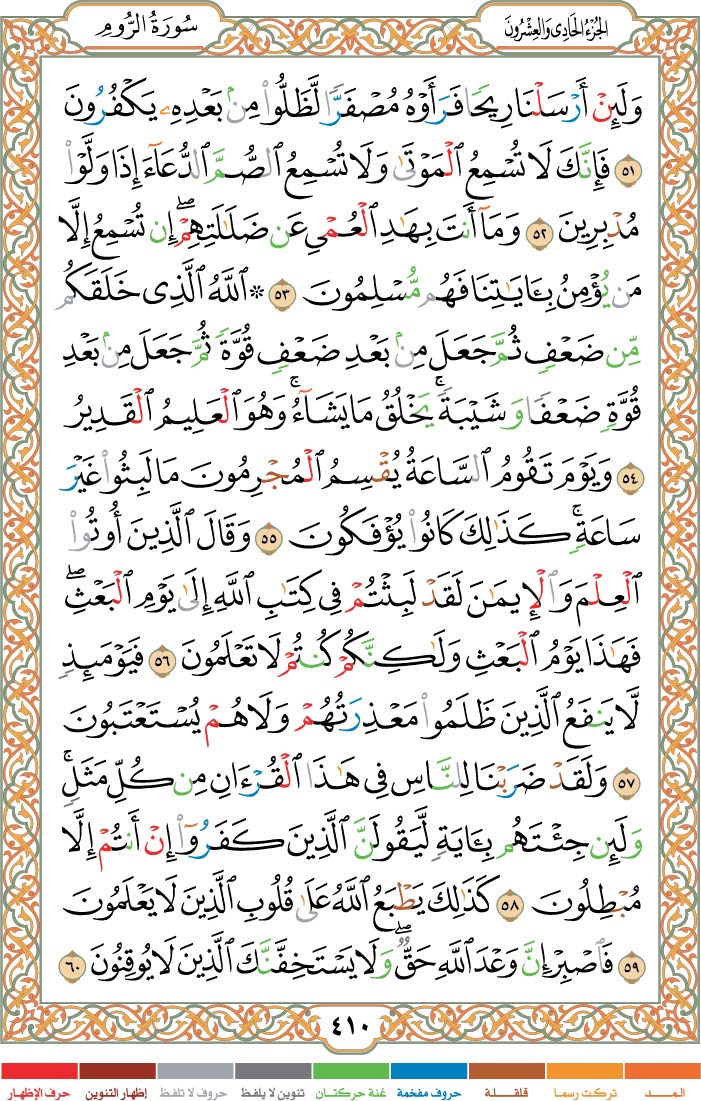 الجُزْءُ الحَادِي وَالعِشْرُونَ
سُورَةُ الرُّومِ
وَلَئِنْ أَرْسَلْنَا رِيحًا فَرَأَوْهُ مُصْفَرًّا لَّظَلُّوا۟ مِنۢ بَعْدِهِۦ يَكْفُرُونَ
٥١ فَإِنَّكَ لَا تُسْمِعُ ٱلْمَوْتَىٰ وَلَا تُسْمِعُ ٱلصُّمَّ ٱلدُّعَآءَ إِذَا وَلَّوْا۟
مُدْبِرِينَ ٥٢ وَمَآ أَنتَ بِهَٰدِ ٱلْعُمْىِ عَن ضَلَٰلَتِهِمْ ۖ إِن تُسْمِعُ إِلَّا
مَن يُؤْمِنُ بِـَٔايَٰتِنَا فَهُم مُّسْلِمُونَ ٥٣ ۞ ٱللَّهُ ٱلَّذِى خَلَقَكُم
مِّن ضَعْفٍ ثُمَّ جَعَلَ مِنۢ بَعْدِ ضَعْفٍ قُوَّةً ثُمَّ جَعَلَ مِنۢ بَعْدِ
قُوَّةٍ ضَعْفًا وَشَيْبَةً ۚ يَخْلُقُ مَا يَشَآءُ ۚ وَهُوَ ٱلْعَلِيمُ ٱلْقَدِيرُ
٥٤ وَيَوْمَ تَقُومُ ٱلسَّاعَةُ يُقْسِمُ ٱلْمُجْرِمُونَ مَا لَبِثُوا۟ غَيْرَ
سَاعَةٍ ۚ كَذَٰلِكَ كَانُوا۟ يُؤْفَكُونَ ٥٥ وَقَالَ ٱلَّذِينَ أُوتُوا۟
ٱلْعِلْمَ وَٱلْإِيمَٰنَ لَقَدْ لَبِثْتُمْ فِى كِتَٰبِ ٱللَّهِ إِلَىٰ يَوْمِ ٱلْبَعْثِ ۖ
فَهَٰذَا يَوْمُ ٱلْبَعْثِ وَلَٰكِنَّكُمْ كُنتُمْ لَا تَعْلَمُونَ ٥٦ فَيَوْمَئِذٍ
لَّا يَنفَعُ ٱلَّذِينَ ظَلَمُوا۟ مَعْذِرَتُهُمْ وَلَا هُمْ يُسْتَعْتَبُونَ
٥٧ وَلَقَدْ ضَرَبْنَا لِلنَّاسِ فِى هَٰذَا ٱلْقُرْءَانِ مِن كُلِّ مَثَلٍ ۚ
وَلَئِن جِئْتَهُم بِـَٔايَةٍ لَّيَقُولَنَّ ٱلَّذِينَ كَفَرُوٓا۟ إِنْ أَنتُمْ إِلَّا
مُبْطِلُونَ ٥٨ كَذَٰلِكَ يَطْبَعُ ٱللَّهُ عَلَىٰ قُلُوبِ ٱلَّذِينَ لَا يَعْلَمُونَ
٥٩ فَٱصْبِرْ إِنَّ وَعْدَ ٱللَّهِ حَقٌّ ۖ وَلَا يَسْتَخِفَّنَّكَ ٱلَّذِينَ لَا يُوقِنُونَ ٦٠
٤١٠
المــــد تركت رسما قلقـــلة حروف مفخمة غنة حركتـان تنوين لا يلفظ حروف لا تلفظ إظهار التنوين حرف الإظهار